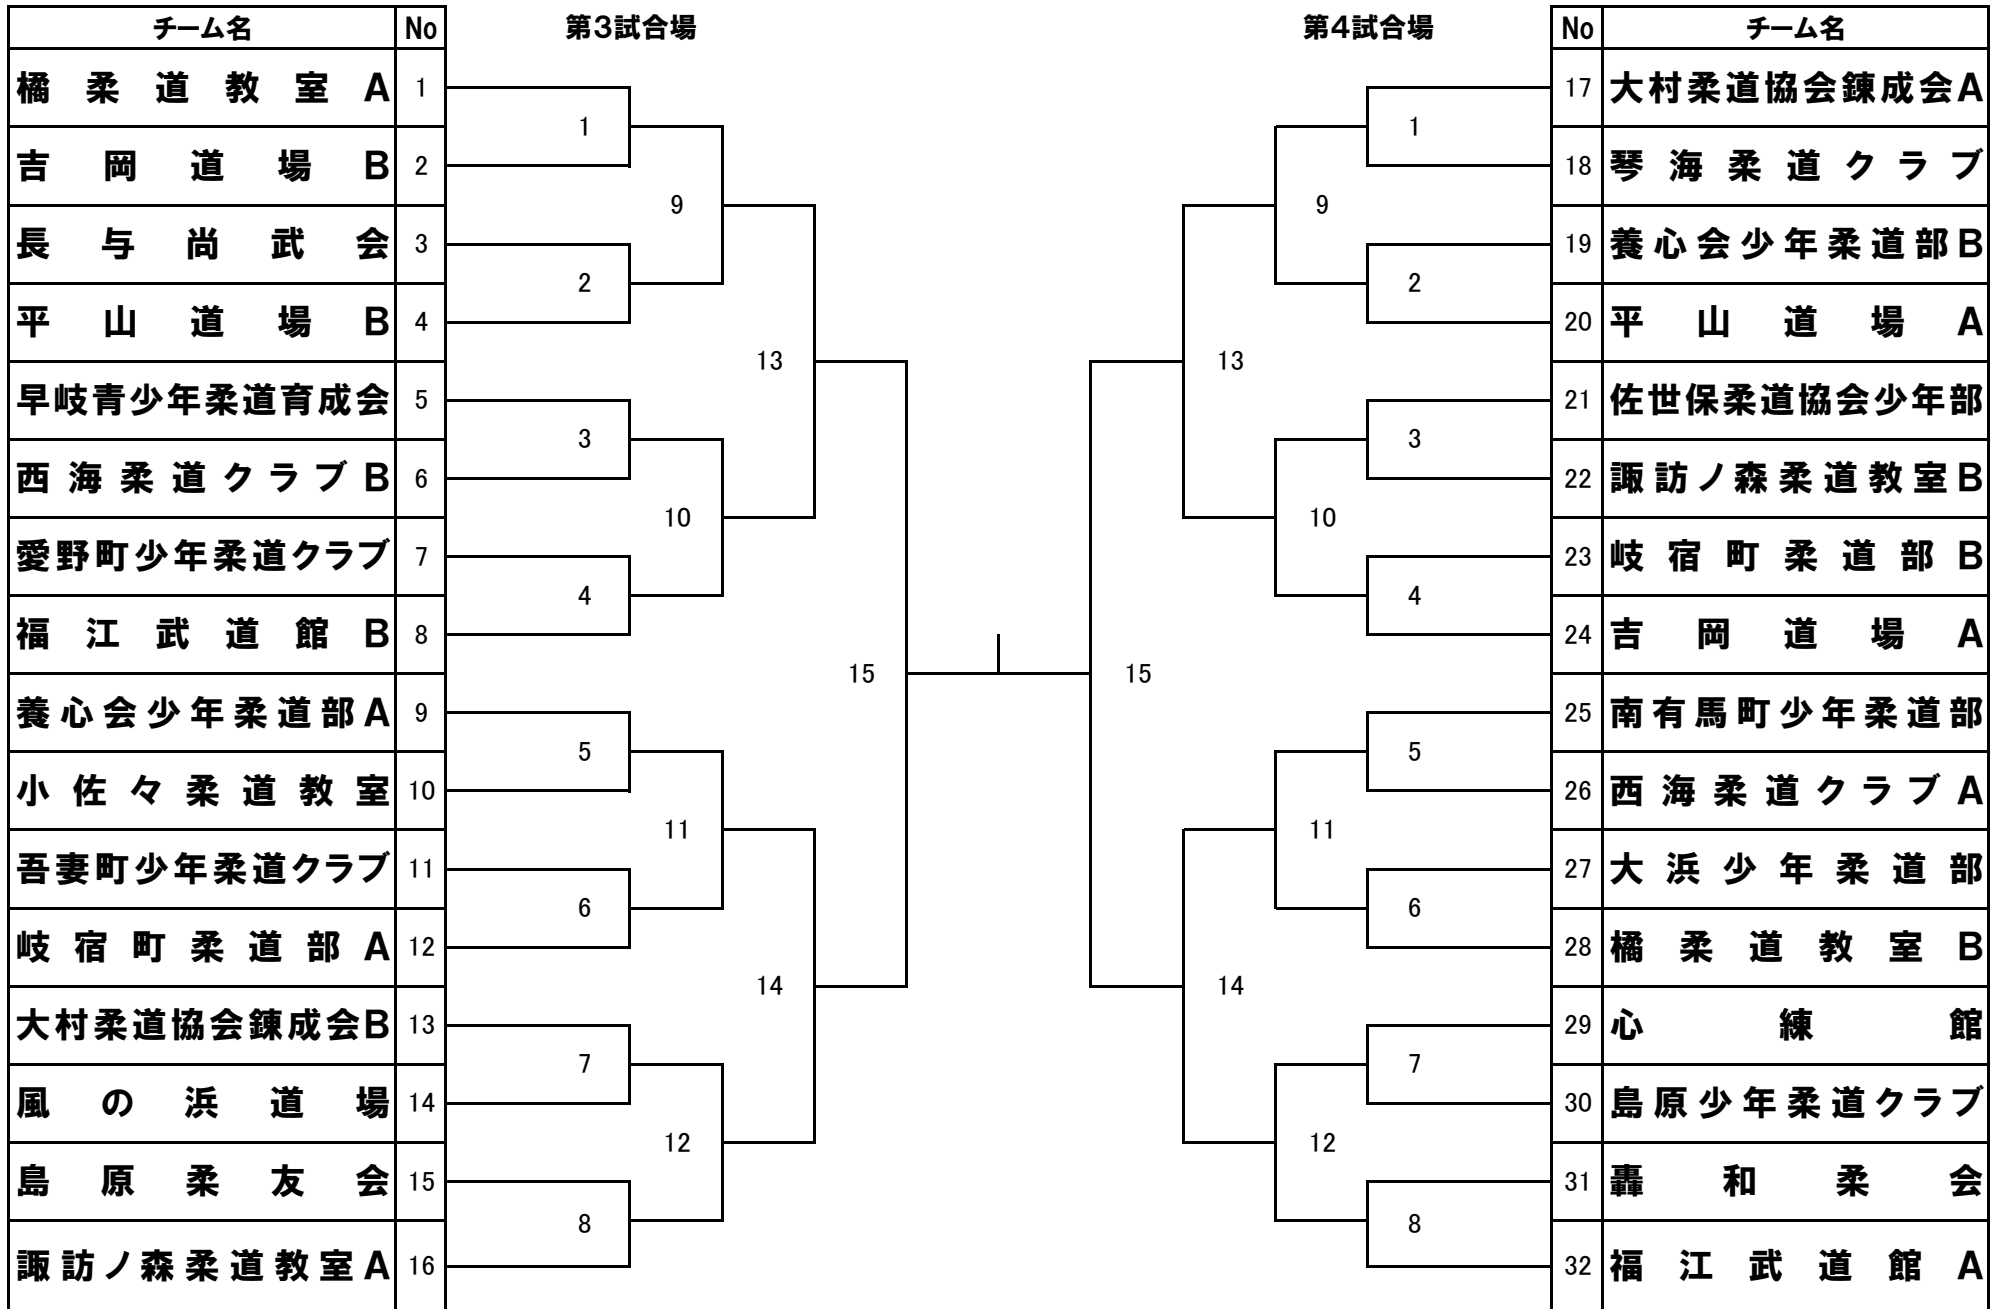 チーム名 No 第3試合場 第4試合場 No チーム名
橘柔道教室A 1 17 大村柔道協会錬成会A
1 1
吉岡道場B 2 18 琴海柔道クラブ
9 9
長与尚武会 3 19 養心会少年柔道部B
2 2
平山道場B 4 20 平山道場A
13 13
早岐青少年柔道育成会 5 21 佐世保柔道協会少年部
3 3
西海柔道クラブB 6 22 諏訪ノ森柔道教室B
10 10
愛野町少年柔道クラブ 7 23 岐宿町柔道部B
4 4
福江武道館B 8 24 吉岡道場A
15 15
養心会少年柔道部A 9 25 南有馬町少年柔道部
5 5
小佐々柔道教室 10 26 西海柔道クラブA
11 11
吾妻町少年柔道クラブ 11 27 大浜少年柔道部
6 6
岐宿町柔道部A 12 28 橘柔道教室B
14 14
大村柔道協会錬成会B 13 29 心練館
7 7
風の浜道場 14 30 島原少年柔道クラブ
12 12
島原柔友会 15 31 轟和柔会
8 8
諏訪ノ森柔道教室A 16 32 福江武道館A